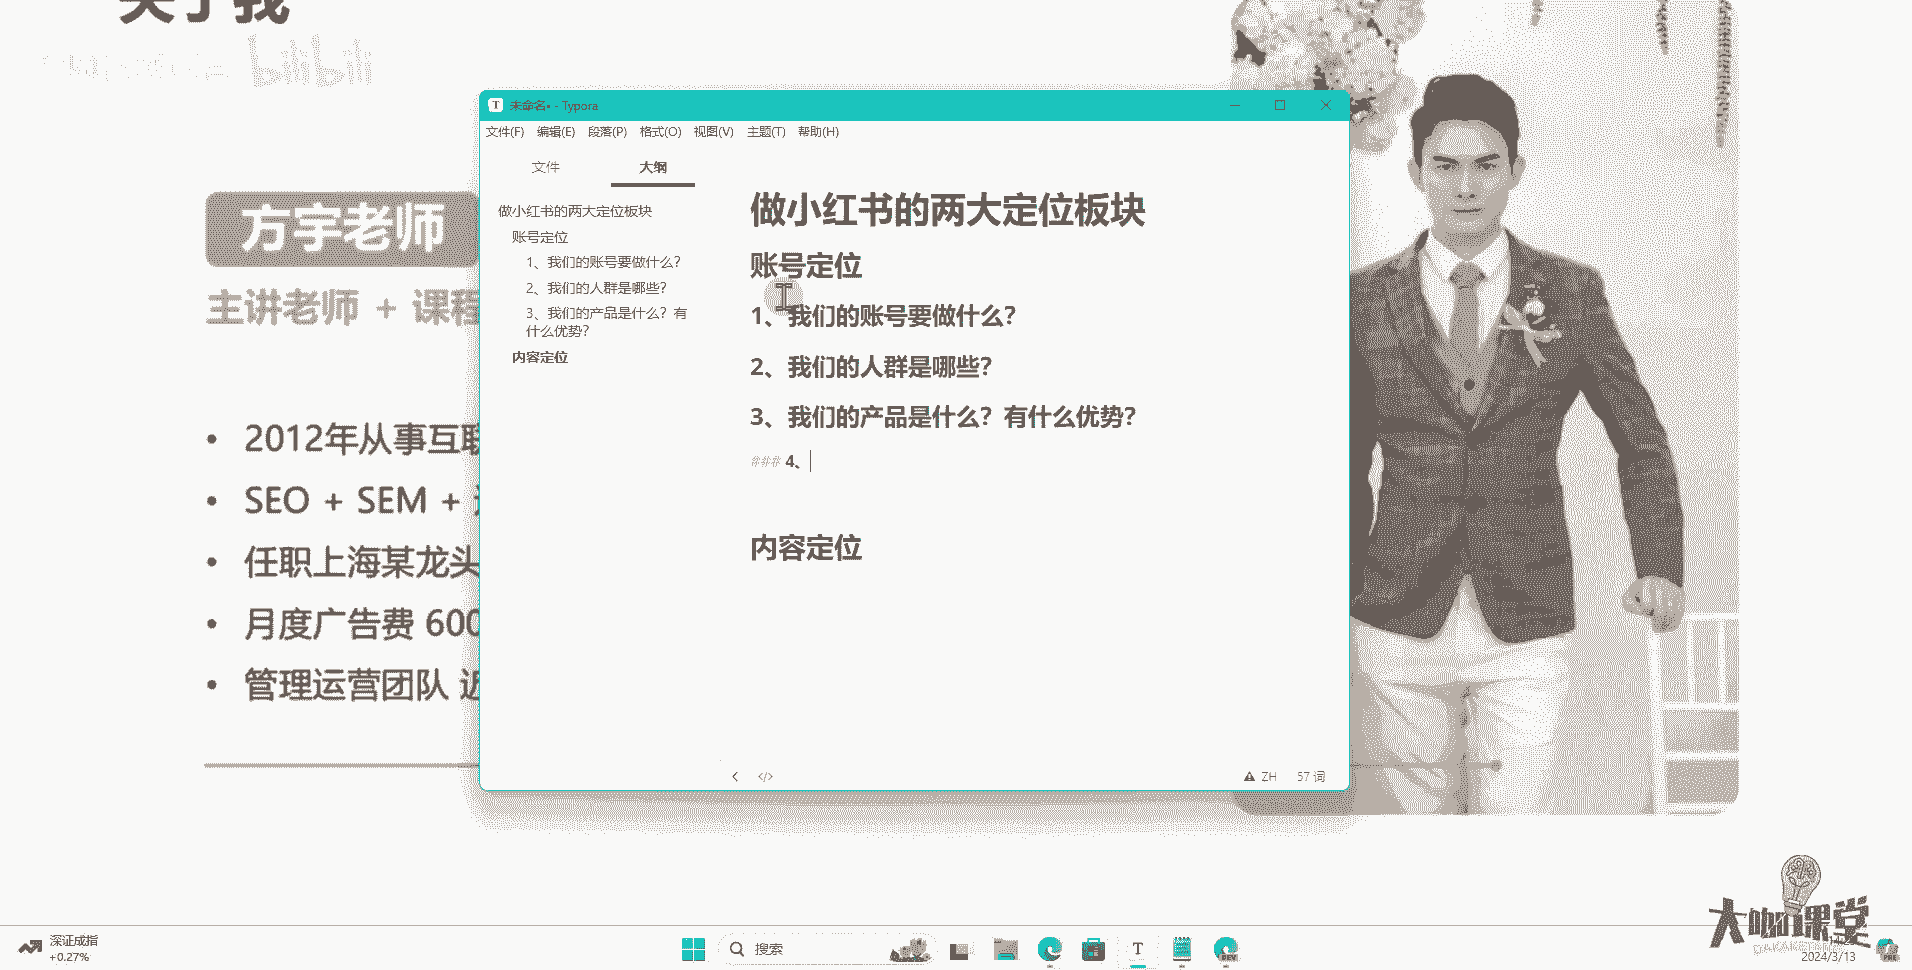 关于我
bilibili
未命名• - Typora
文件(F) 编辑(E) 段落(P) 格式(O) 视图(V) 主题(T) 帮助(H)
文件 大纲
做小红书的两大定位板块
账号定位
1、我们的账号要做什么?
2、我们的人群是哪些?
3、我们的产品是什么?有
什么优势?
内容定位
做小红书的两大定位板块
账号定位
1、我们的账号要做什么?
2、我们的人群是哪些?
3、我们的产品是什么?有什么优势?
### 4、
内容定位
ZH 57 词
方宇老师
主讲老师 + 课程
• 2012年从事互联
• SEO + SEM +
• 任职上海某龙头
• 月度广告费 600
• 管理运营团队 近
大咖课堂
深证成指
+0.27%
搜索
T
DEV
2024/3/13
PRE